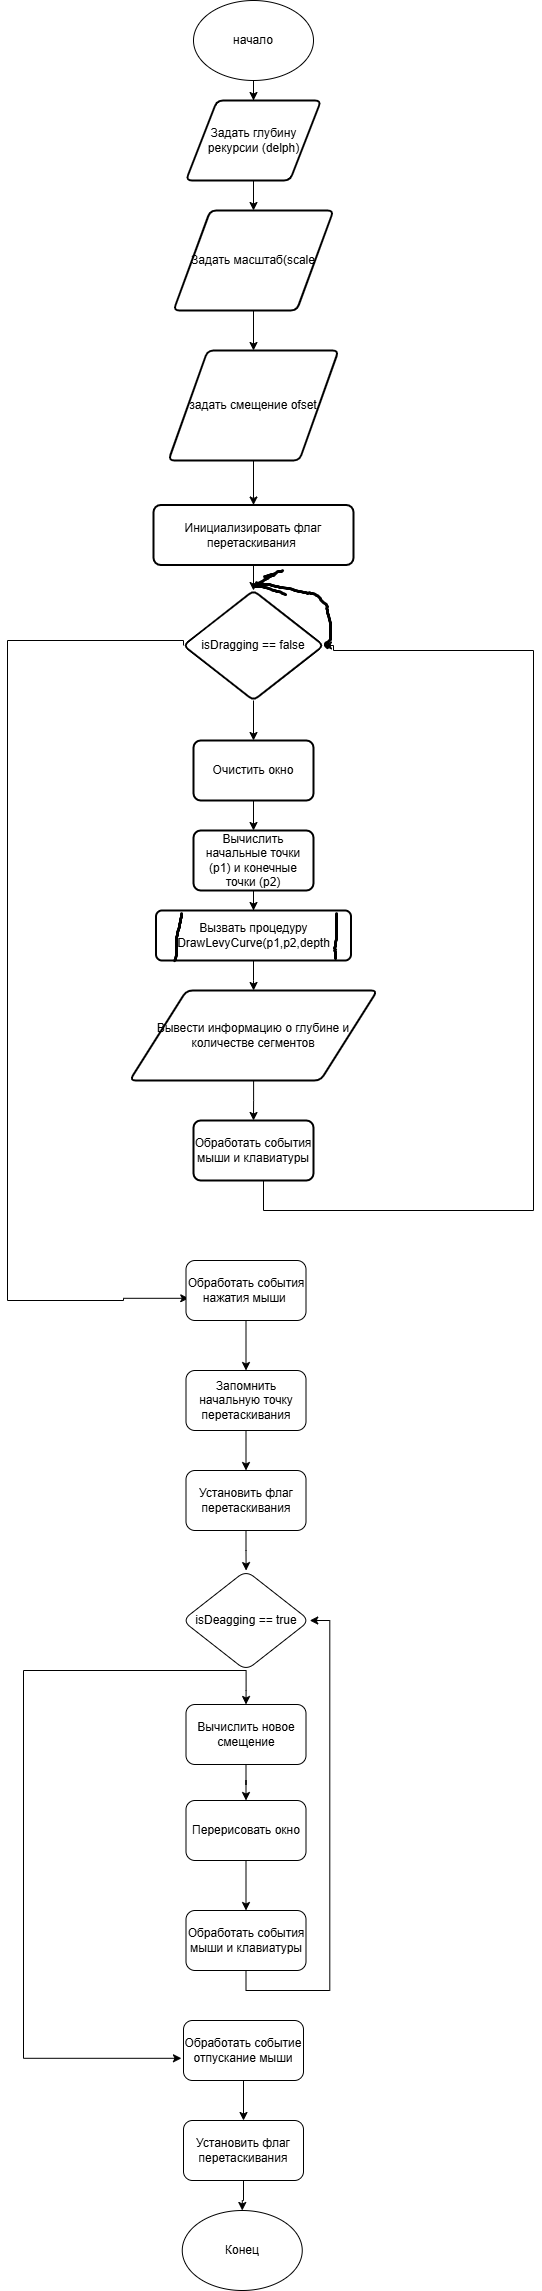 начало
Задать глубину
рекурсии (delph)
Задать масштаб(scale
задать смещение ofset
Инициализировать флаг
перетаскивания
isDragging == false
Очистить окно
Вычислить
начальные точки
(p1) и конечные
точки (p2)
Вызвать процедуру
DrawLevyCurve(p1,p2,depth
Вывести информацию о глубине и
количестве сегментов
Обработать события
мыши и клавиатуры
Обработать события
нажатия мыши
Запомнить
начальную точку
перетаскивания
Установить флаг
перетаскивания
isDeagging == true
Вычислить новое
смещение
Перерисовать окно
Обработать события
мыши и клавиатуры
Обработать событие
отпускание мыши
Установить флаг
перетаскивания
Конец